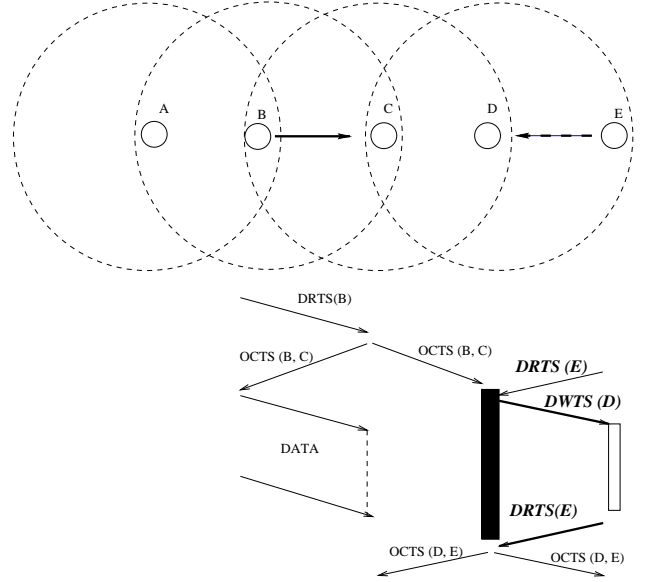 A
B
C
D
E
DRTS(B)
OCTS (B, C)
OCTS (B, C)
DRTS (E)
DWTS (D)
DATA
DRTS(E)
OCTS (D, E)
OCTS (D, E)